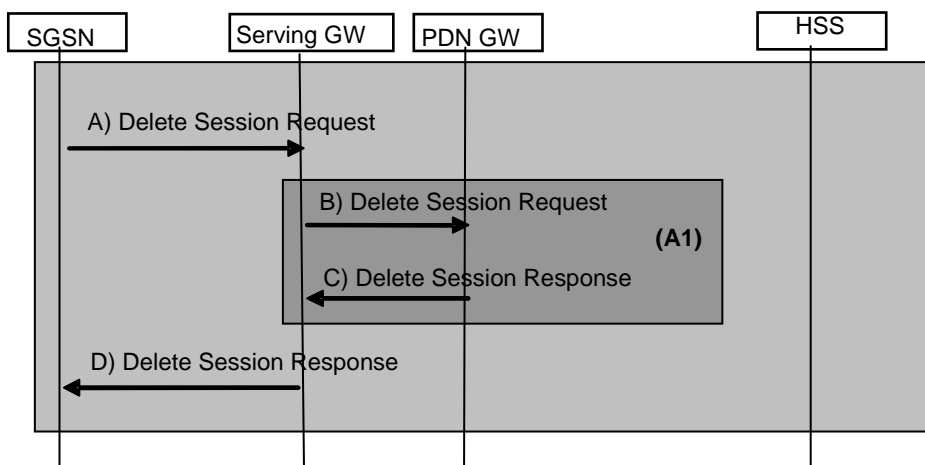 SGSN
Serving GW
PDN GW
HSS
A) Delete Session Request
B) Delete Session Request
(A1)
C) Delete Session Response
D) Delete Session Response